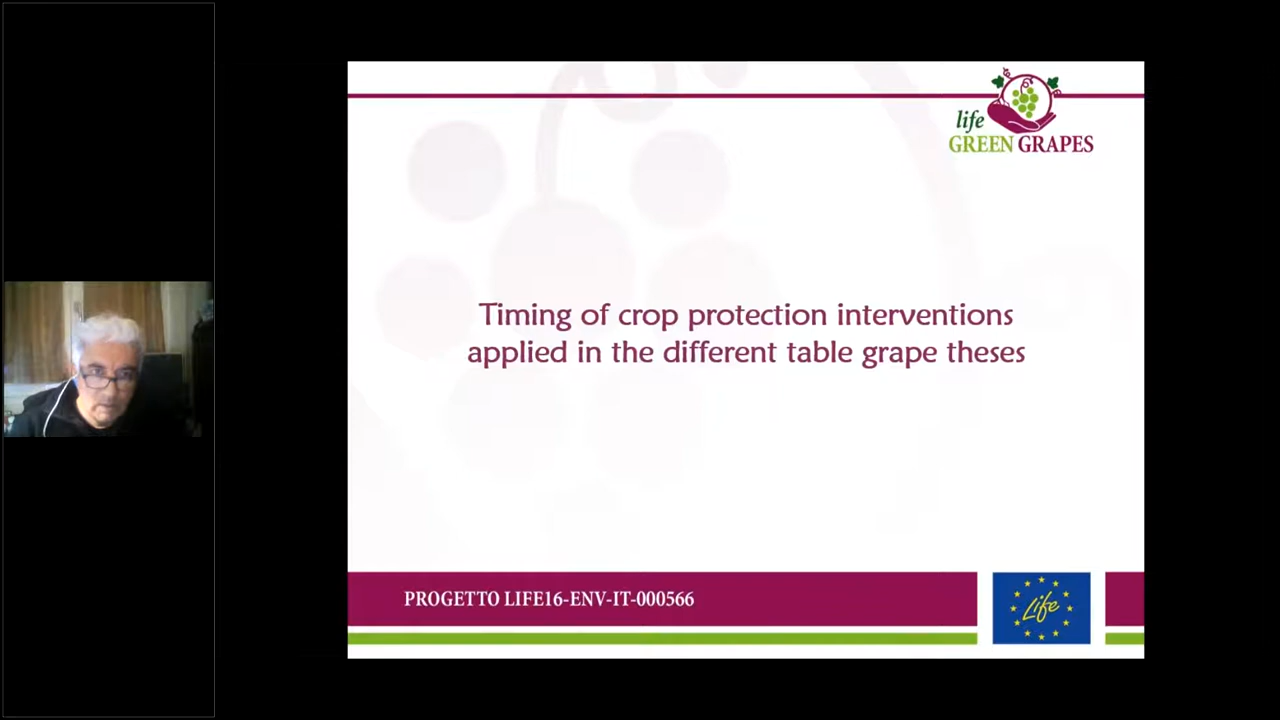 life
GREEN GRAPES
Timing of crop protection interventions
applied in the different table grape theses
PROGETTO LIFE16-ENV-IT-000566
Life